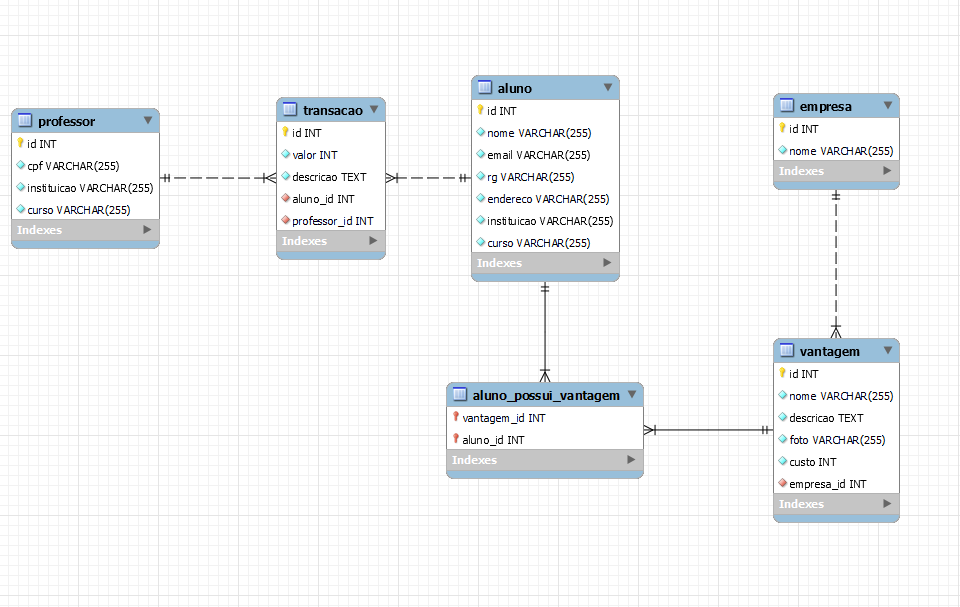 professor
id INT
cpf VARCHAR(255)
instituicao VARCHAR(255)
curso VARCHAR(255)
Indexes
transacao
id INT
valor INT
descricao TEXT
aluno_id INT
professor_id INT
Indexes
aluno
id INT
nome VARCHAR(255)
email VARCHAR(255)
rg VARCHAR(255)
endereco VARCHAR(255)
instituicao VARCHAR(255)
curso VARCHAR(255)
Indexes
empresa
id INT
nome VARCHAR(255)
Indexes
aluno_possui_vantagem
vantagem_id INT
aluno_id INT
Indexes
vantagem
id INT
nome VARCHAR(255)
descricao TEXT
foto VARCHAR(255)
custo INT
empresa_id INT
Indexes